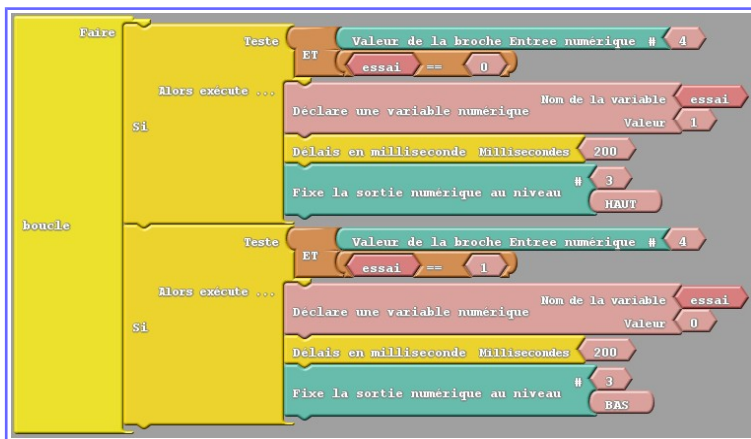 Faire
Teste
Valeur de la broche Entree numérique # 4
ET
essai == 0
Alors exécute ...
Si
Déclare une variable numérique
Nom de la variable essai
Valeur 1
Délais en milliseconde Millisecondes 200
Fixe la sortie numérique au niveau
# 3
HAUT
boucle
Teste
Valeur de la broche Entree numérique # 4
ET
essai == 1
Alors exécute ...
Si
Déclare une variable numérique
Nom de la variable essai
Valeur 0
Délais en milliseconde Millisecondes 200
Fixe la sortie numérique au niveau
# 3
BAS